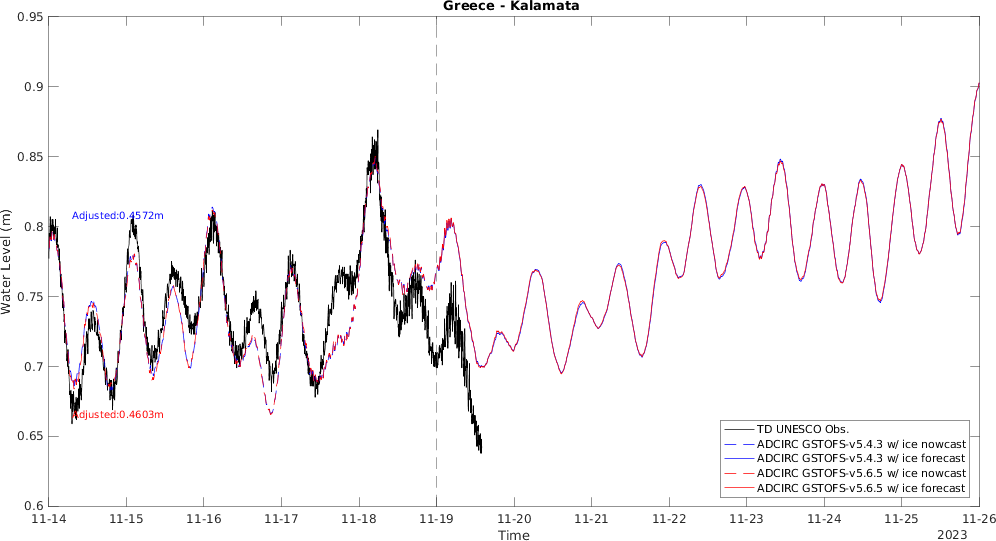 Greece - Kalamata
0.95
0.9
0.85
0.8
0.75
0.7
0.65
0.6
Water Level (m)
Adjusted:0.4572m
Adjusted:0.4603m
TD UNESCO Obs.
ADCIRC GSTOFS-v5.4.3 w/ ice nowcast
ADCIRC GSTOFS-v5.4.3 w/ ice forecast
ADCIRC GSTOFS-v5.6.5 w/ ice nowcast
ADCIRC GSTOFS-v5.6.5 w/ ice forecast
11-14 11-15 11-16 11-17 11-18 11-19 11-20 11-21 11-22 11-23 11-24 11-25 11-26
Time
2023